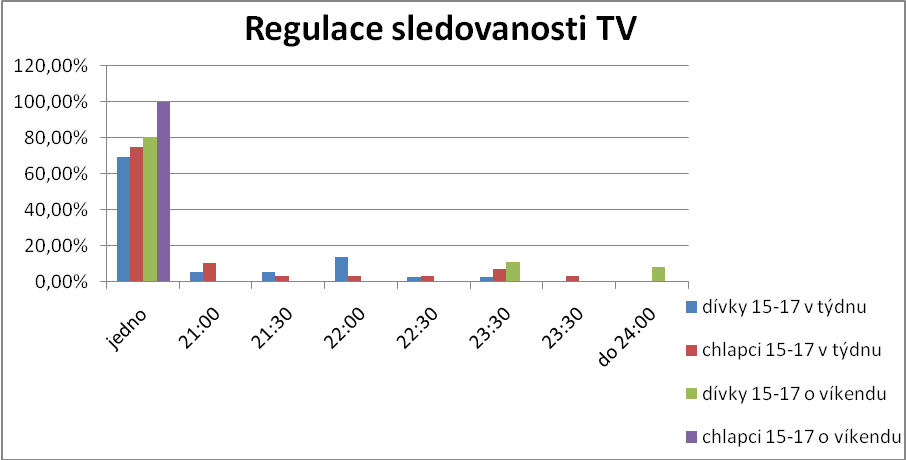 Regulace sledovanosti TV
120,00%
100,00%
80,00%
60,00%
40,00%
20,00%
0,00%
jedno
21:00
21:30
22:00
22:30
23:30
23:30
do 24:00
dívky 15-17 v týdnu
chlapci 15-17 v týdnu
dívky 15-17 o víkendu
chlapci 15-17 o víkendu